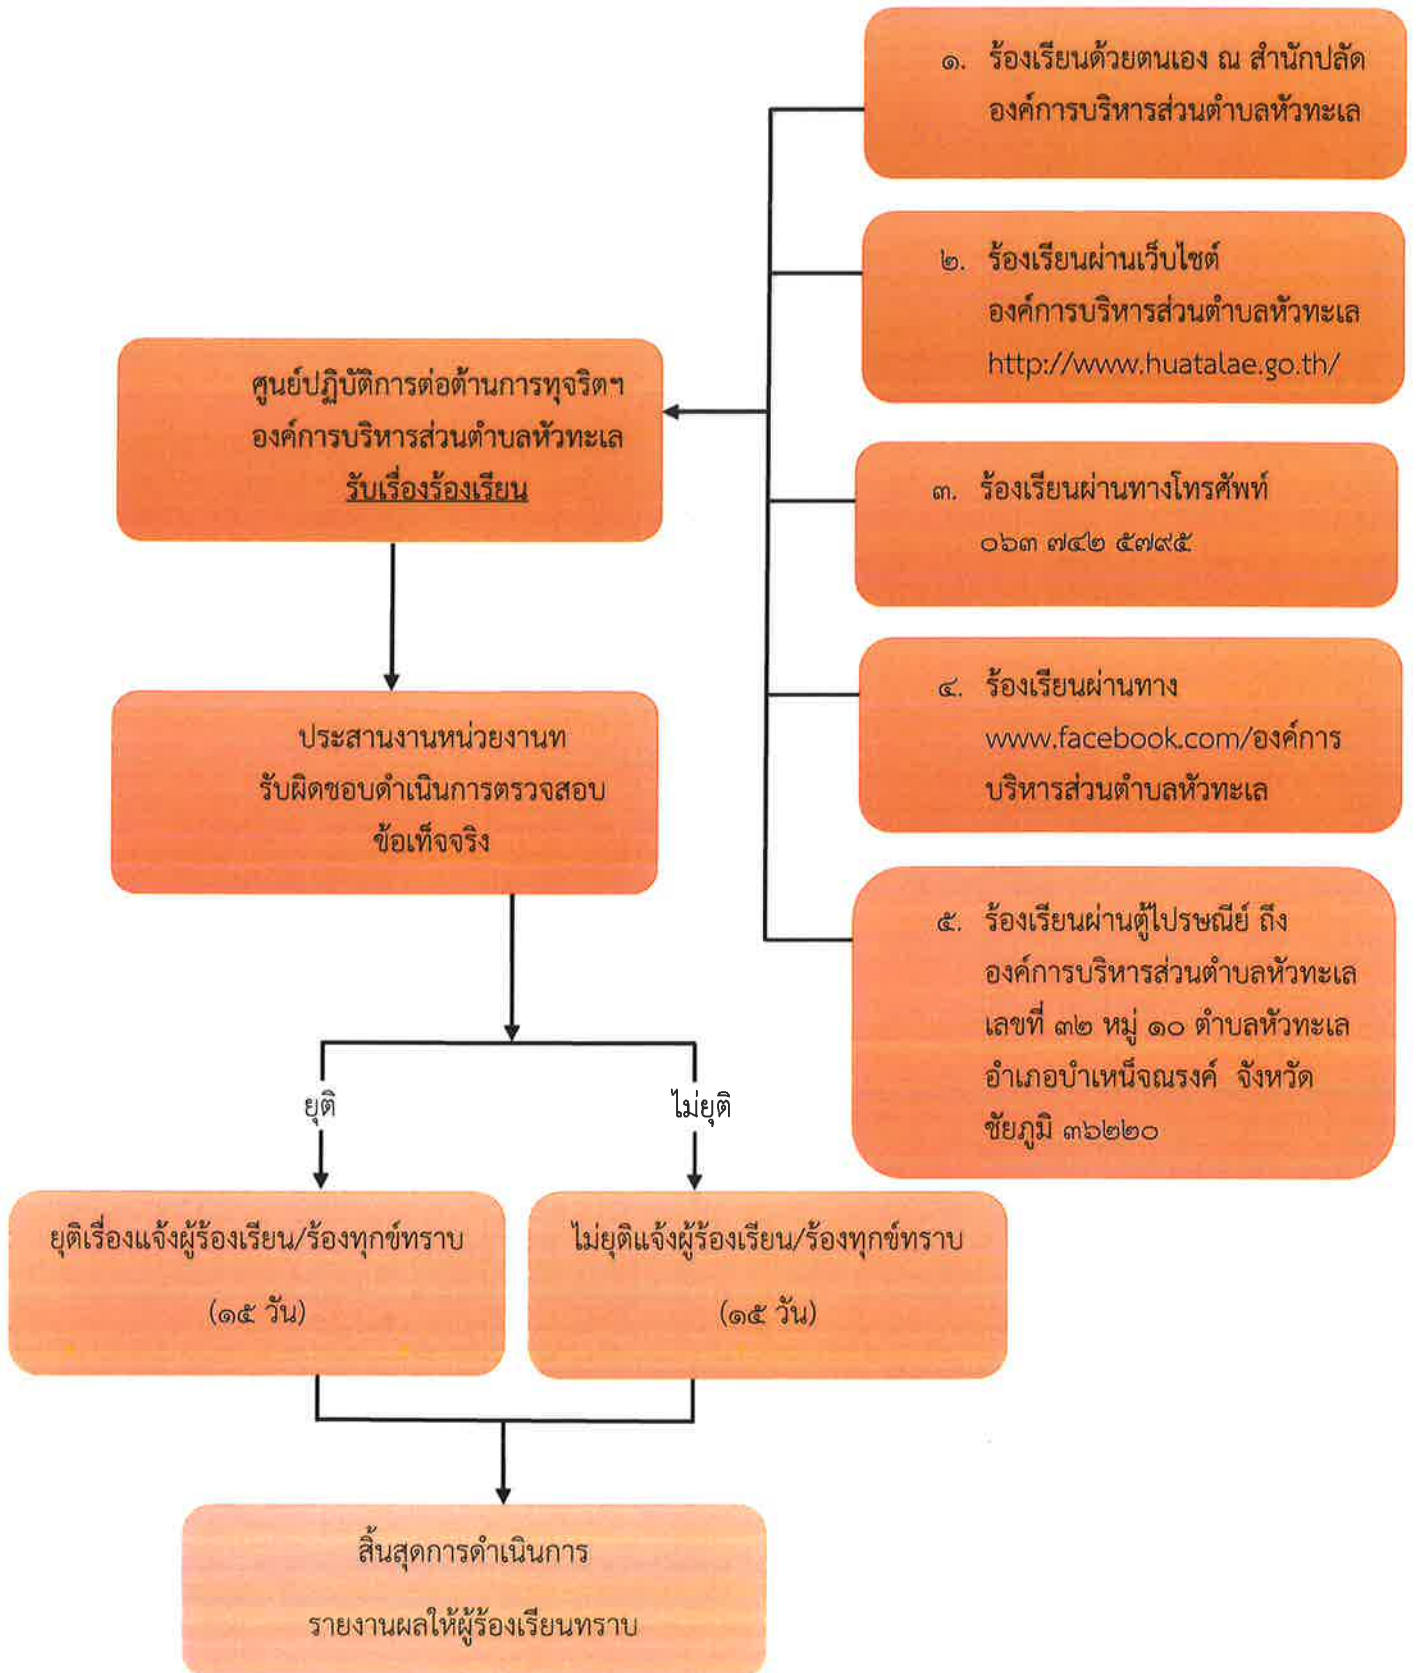 ๑. ร้องเรียนด้วยตนเอง ณ สำนักปลัด
องค์การบริหารส่วนตำบลหัวทะเล
๒. ร้องเรียนผ่านเว็บไซต์
องค์การบริหารส่วนตำบลหัวทะเล
http://www.huatalae.go.th/
๓. ร้องเรียนผ่านทางโทรศัพท์
๐๖๓ ๗๔๒ ๕๗๙๕
๔. ร้องเรียนผ่านทาง
www.facebook.com/องค์การ
บริหารส่วนตำบลหัวทะเล
๕. ร้องเรียนผ่านตู้ไปรษณีย์ ถึง
องค์การบริหารส่วนตำบลหัวทะเล
เลขที่ ๓๒ หมู่ ๑๐ ตำบลหัวทะเล
อำเภอบำเหน็จณรงค์ จังหวัด
ชัยภูมิ ๓๖๒๒๐
ศูนย์ปฏิบัติการต่อต้านการทุจริตฯ
องค์การบริหารส่วนตำบลหัวทะเล
รับเรื่องร้องเรียน
ประสานงานหน่วยงานท
รับผิดชอบดำเนินการตรวจสอบ
ข้อเท็จจริง
ยุติ
ไม่ยุติ
ยุติเรื่องแจ้งผู้ร้องเรียน/ร้องทุกข์ทราบ
(๑๕ วัน)
ไม่ยุติแจ้งผู้ร้องเรียน/ร้องทุกข์ทราบ
(๑๕ วัน)
สิ้นสุดการดำเนินการ
รายงานผลให้ผู้ร้องเรียนทราบ